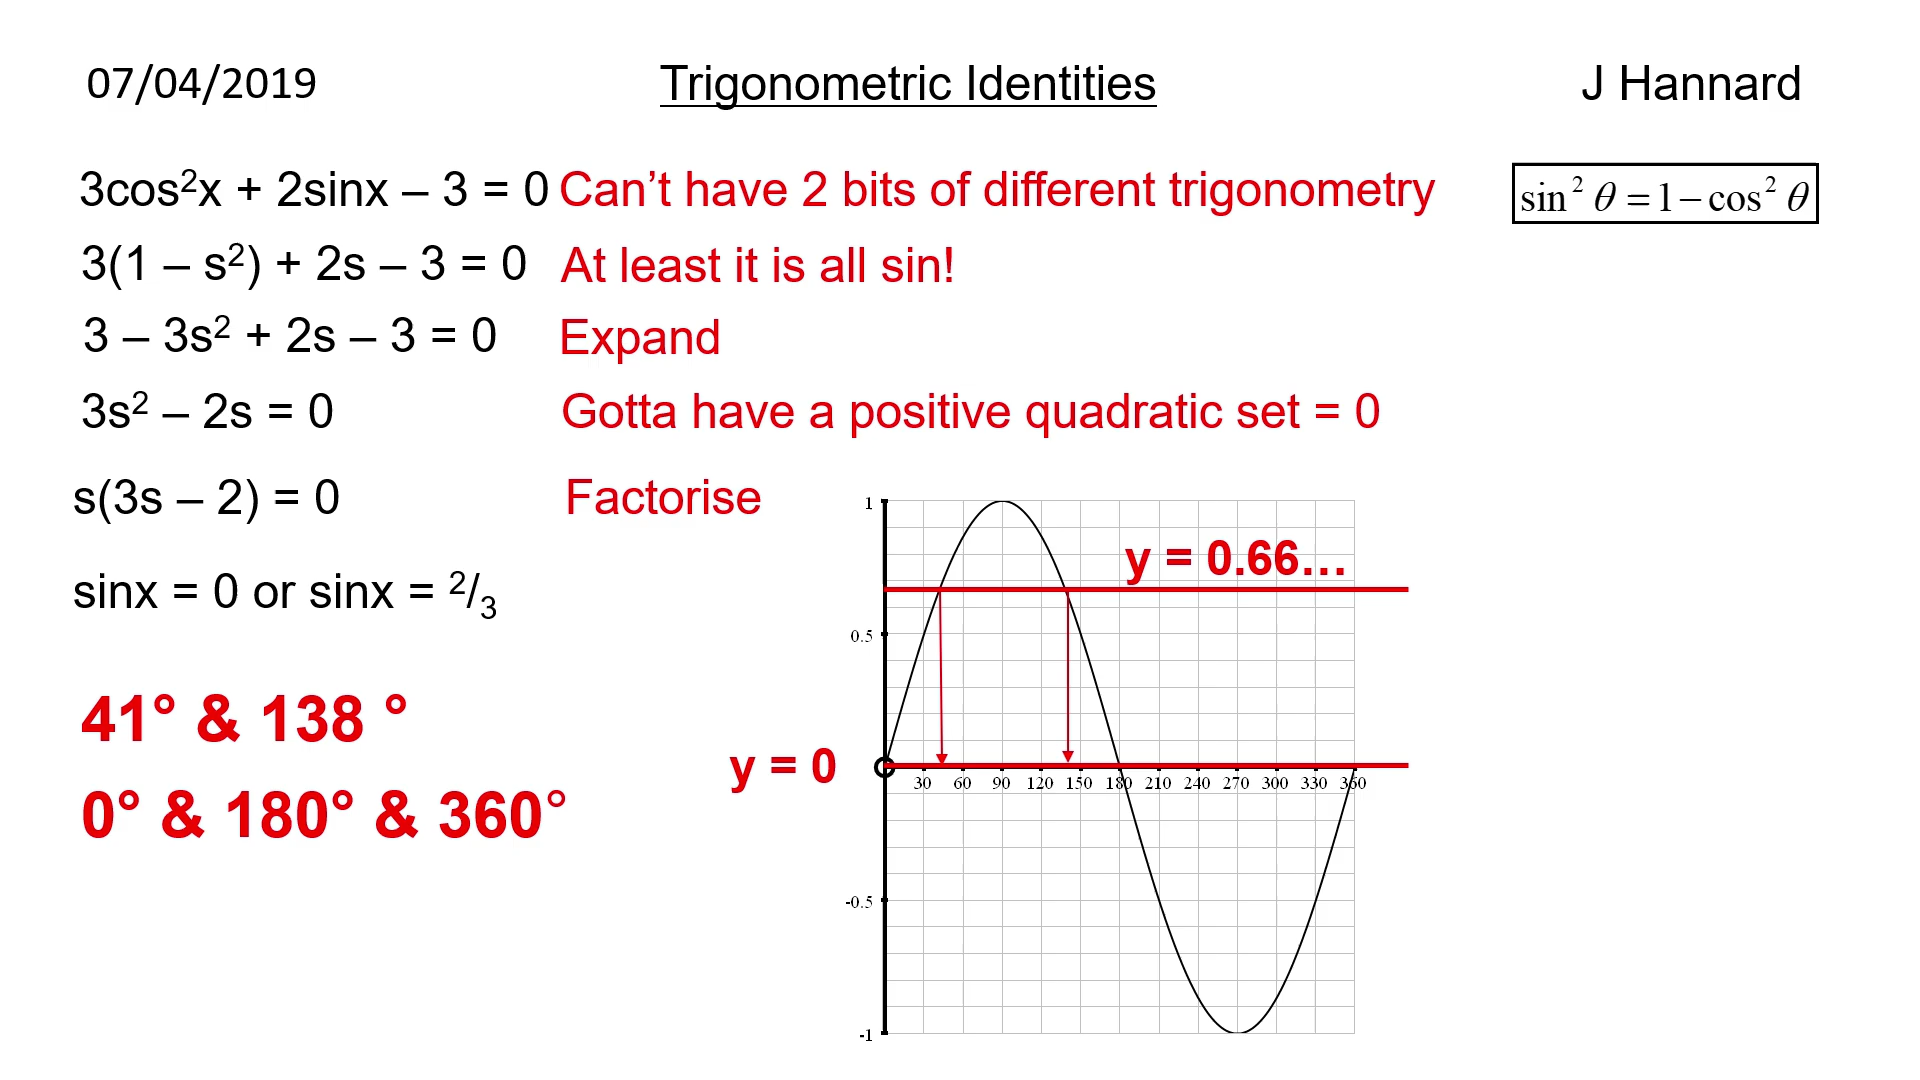 07/04/2019 Trigonometric Identities J Hannard
3cos²x + 2sinx – 3 = 0 Can’t have 2 bits of different trigonometry
sin² θ = 1 – cos² θ
3(1 – s²) + 2s – 3 = 0 At least it is all sin!
3 – 3s² + 2s – 3 = 0 Expand
3s² – 2s = 0 Gotta have a positive quadratic set = 0
s(3s – 2) = 0 Factorise
sinx = 0 or sinx = ²/₃
41° & 138 °
0° & 180° & 360°
1
y = 0.66…
0.5
y = 0
30 60 90 120 150 180 210 240 270 300 330 360
-0.5
-1